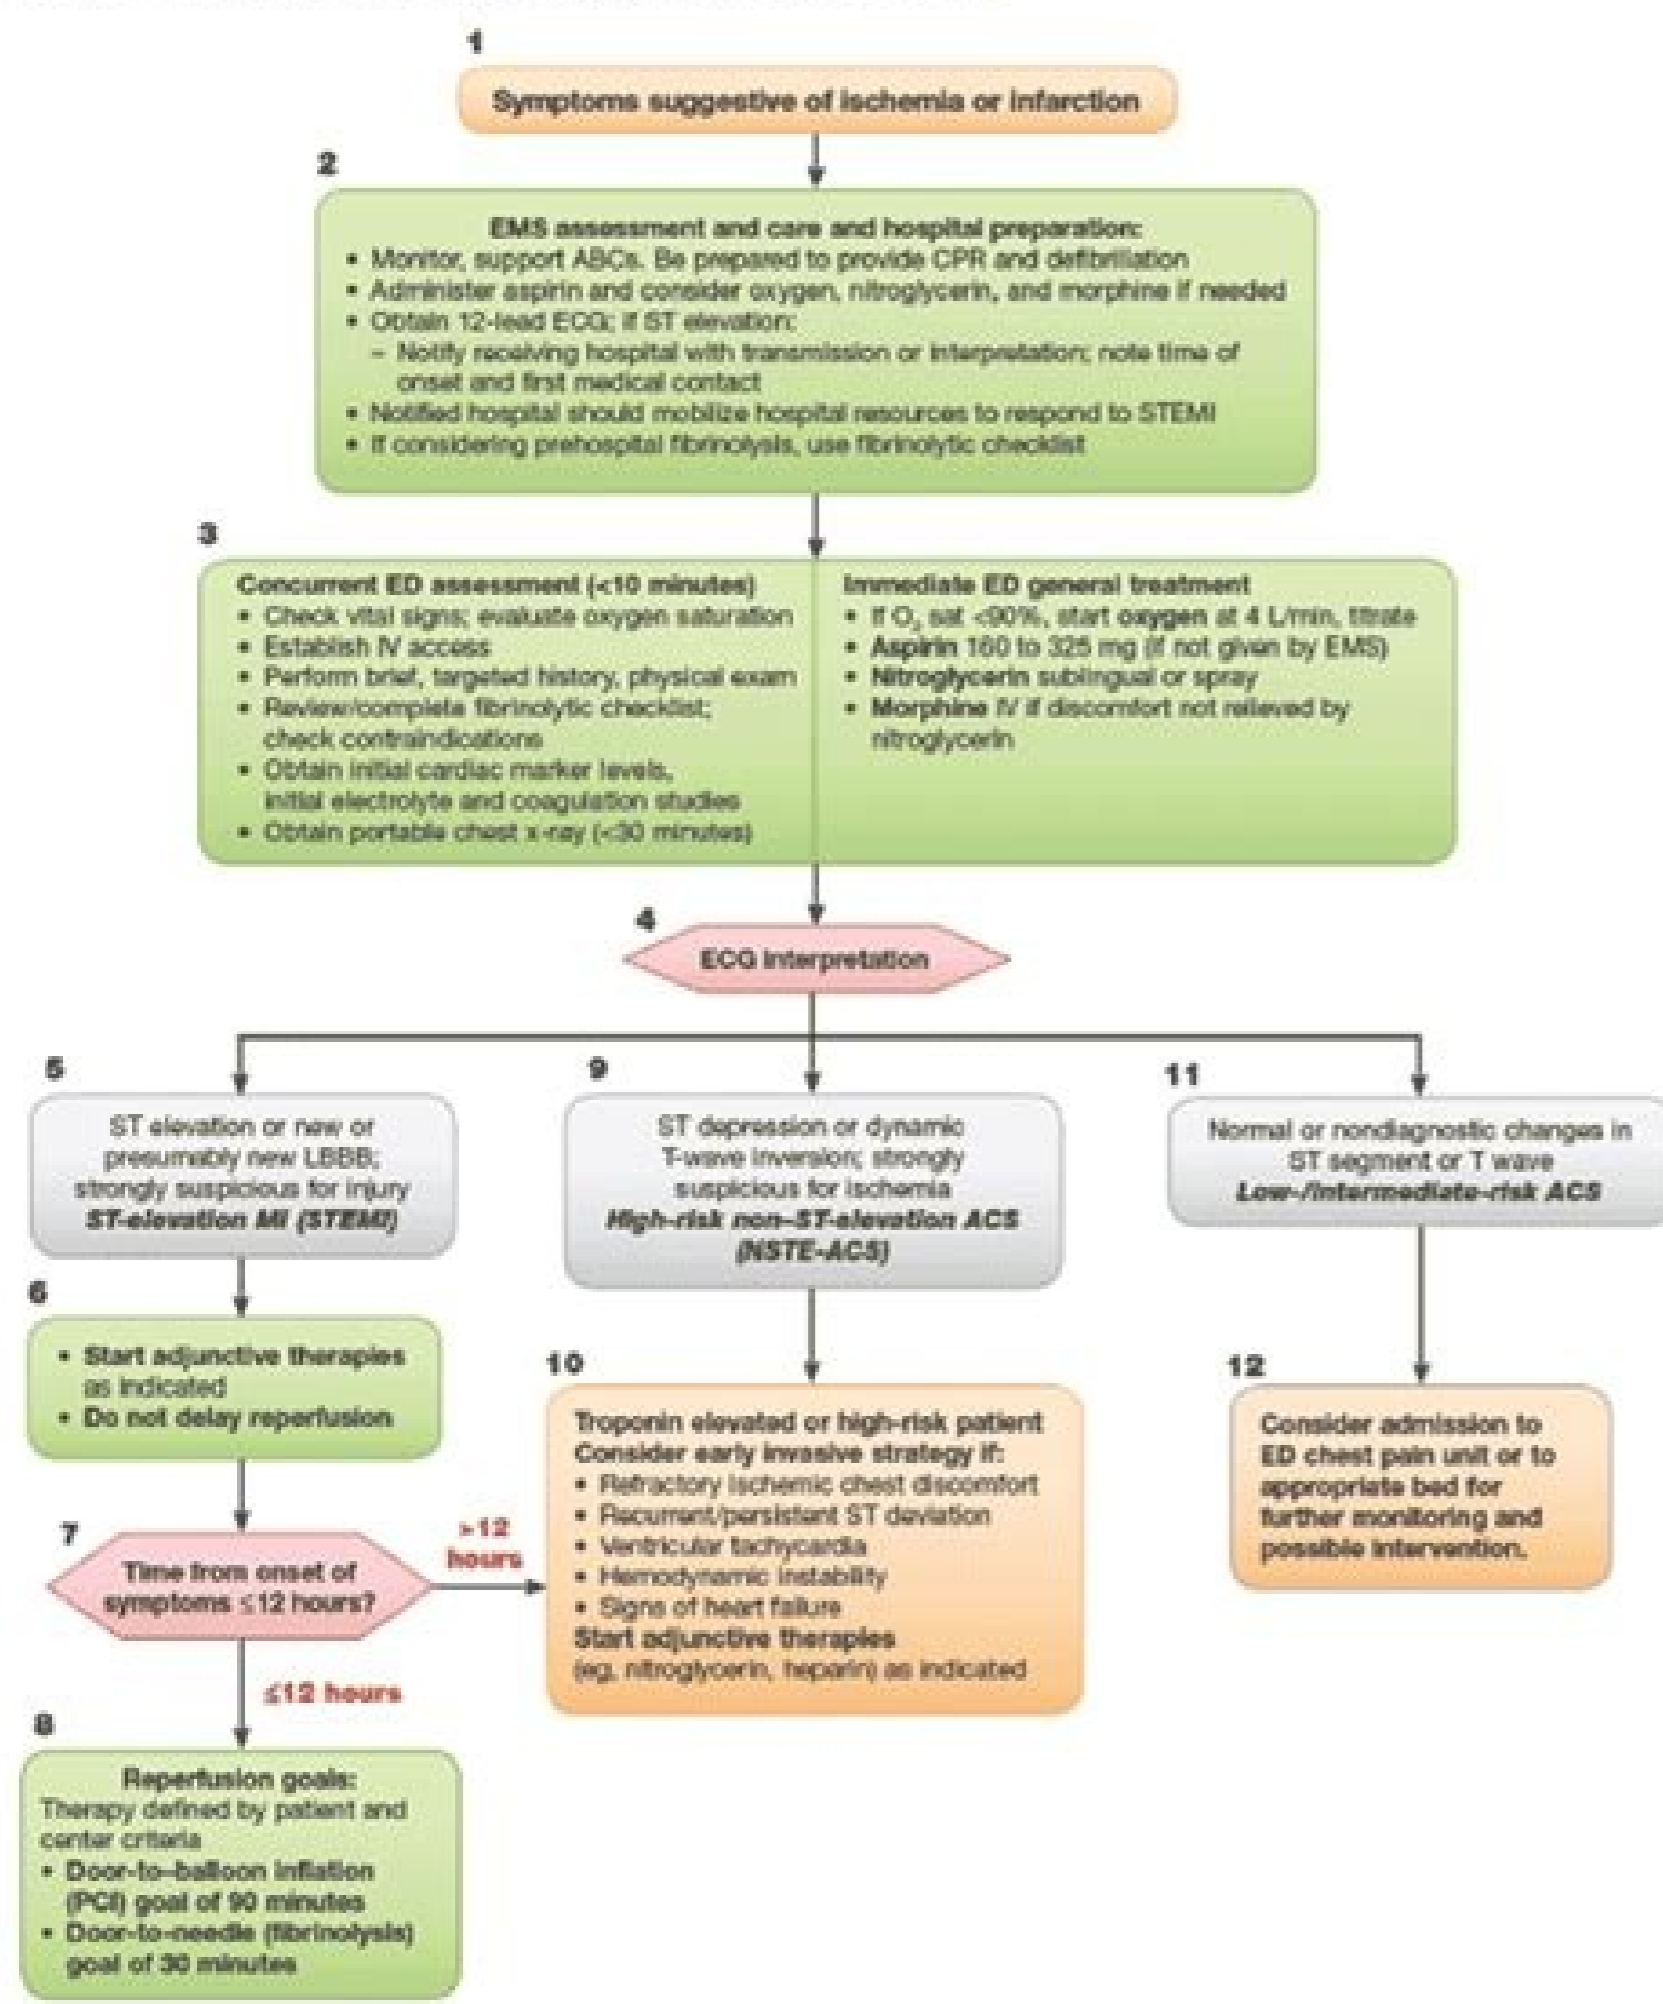 1
Symptoms suggestive of ischemia or infarction
2
EMS assessment and care and hospital preparation:
• Monitor, support ABCs. Be prepared to provide CPR and defibrillation
• Administer aspirin and consider oxygen, nitroglycerin, and morphine if needed
• Obtain 12-lead ECG; if ST elevation:
– Notify receiving hospital with transmission or interpretation; note time of
onset and first medical contact
• Notified hospital should mobilize hospital resources to respond to STEMI
• If considering prehospital fibrinolysis, use fibrinolytic checklist
3
Concurrent ED assessment (<10 minutes)
• Check vital signs; evaluate oxygen saturation
• Establish IV access
• Perform brief, targeted history, physical exam
• Review/complete fibrinolytic checklist;
check contraindications
• Obtain initial cardiac marker levels,
initial electrolyte and coagulation studies
• Obtain portable chest x-ray (<30 minutes)
Immediate ED general treatment
• If O₂ sat <90%, start oxygen at 4 L/min, titrate
• Aspirin 160 to 325 mg (if not given by EMS)
• Nitroglycerin sublingual or spray
• Morphine IV if discomfort not relieved by
nitroglycerin
4
ECG interpretation
5
ST elevation or new or
presumably new LBBB;
strongly suspicious for injury
ST-elevation MI (STEMI)
6
• Start adjunctive therapies
as indicated
• Do not delay reperfusion
7
Time from onset of
symptoms ≤12 hours?
>12
hours
≤12 hours
8
Reperfusion goals:
Therapy defined by patient and
center criteria
• Door-to-balloon inflation
(PCI) goal of 90 minutes
• Door-to-needle (fibrinolysis)
goal of 30 minutes
9
ST depression or dynamic
T-wave inversion; strongly
suspicious for ischemia
High-risk non–ST-elevation ACS
(NSTE-ACS)
10
Troponin elevated or high-risk patient
Consider early invasive strategy if:
• Refractory ischemic chest discomfort
• Recurrent/persistent ST deviation
• Ventricular tachycardia
• Hemodynamic instability
• Signs of heart failure
Start adjunctive therapies
(eg, nitroglycerin, heparin) as indicated
11
Normal or nondiagnostic changes in
ST segment or T wave
Low-/intermediate-risk ACS
12
Consider admission to
ED chest pain unit or to
appropriate bed for
further monitoring and
possible intervention.